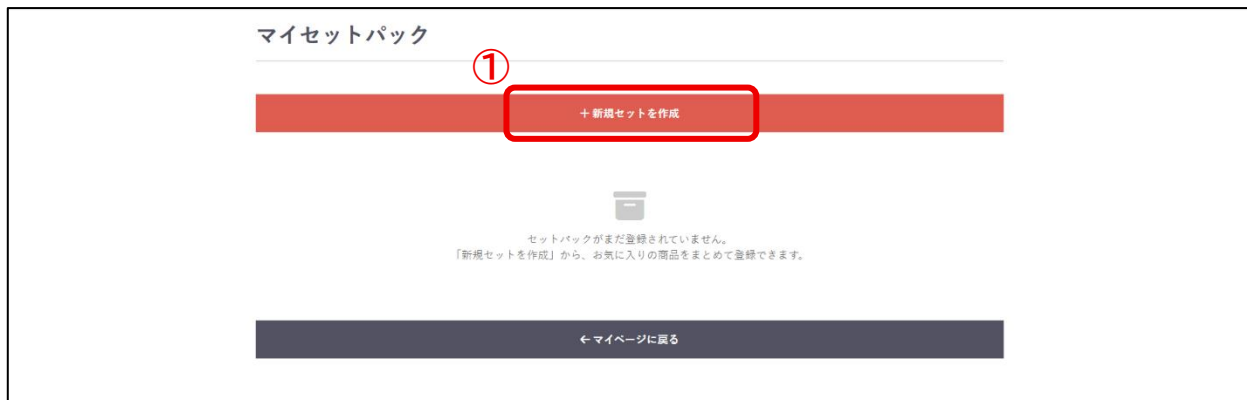 マイセットパック
①
＋新規セットを作成
セットパックがまだ登録されていません。
「新規セットを作成」から、お気に入りの商品をまとめて登録できます。
←マイページに戻る